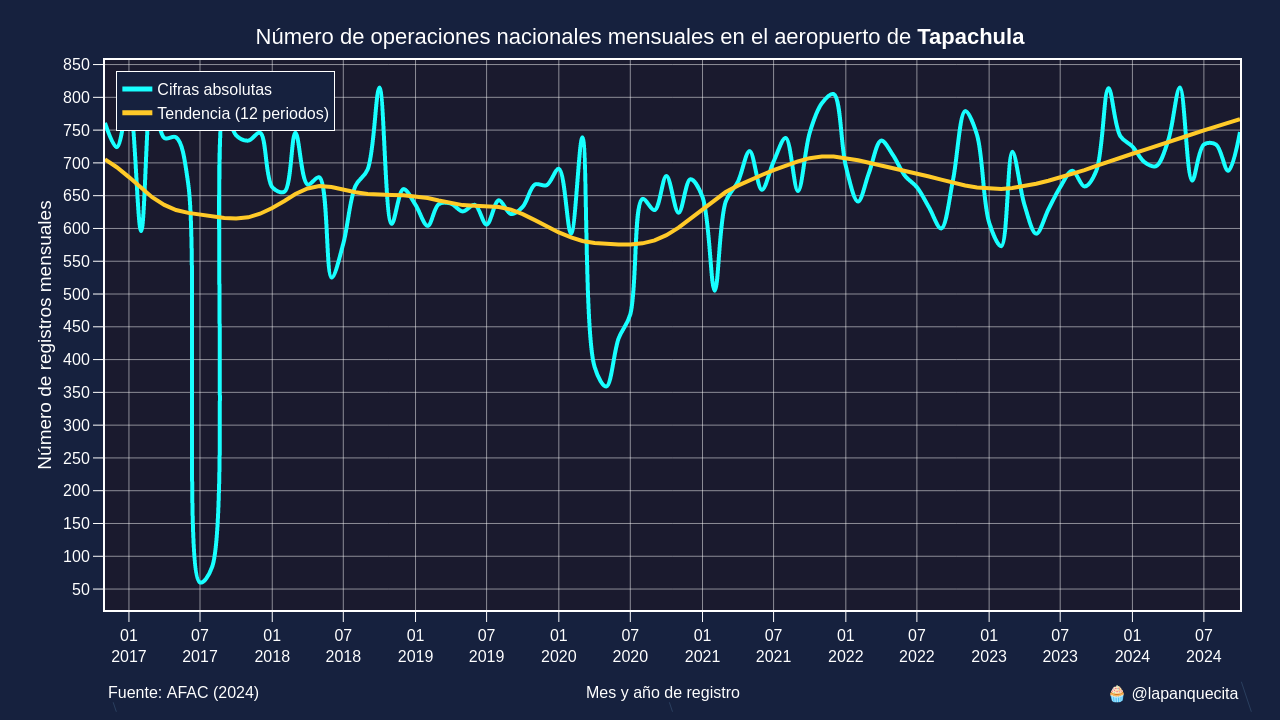 Número de operaciones nacionales mensuales en el aeropuerto de Tapachula
Cifras absolutas
Tendencia (12 periodos)
Número de registros mensuales
850
800
750
700
650
600
550
500
450
400
350
300
250
200
150
100
50
01 07 01 07 01 07 01 07 01 07 01 07 01 07 01 07
2017 2017 2018 2018 2019 2019 2020 2020 2021 2021 2022 2022 2023 2023 2024 2024
Fuente: AFAC (2024) Mes y año de registro 🧁 @lapanquecita